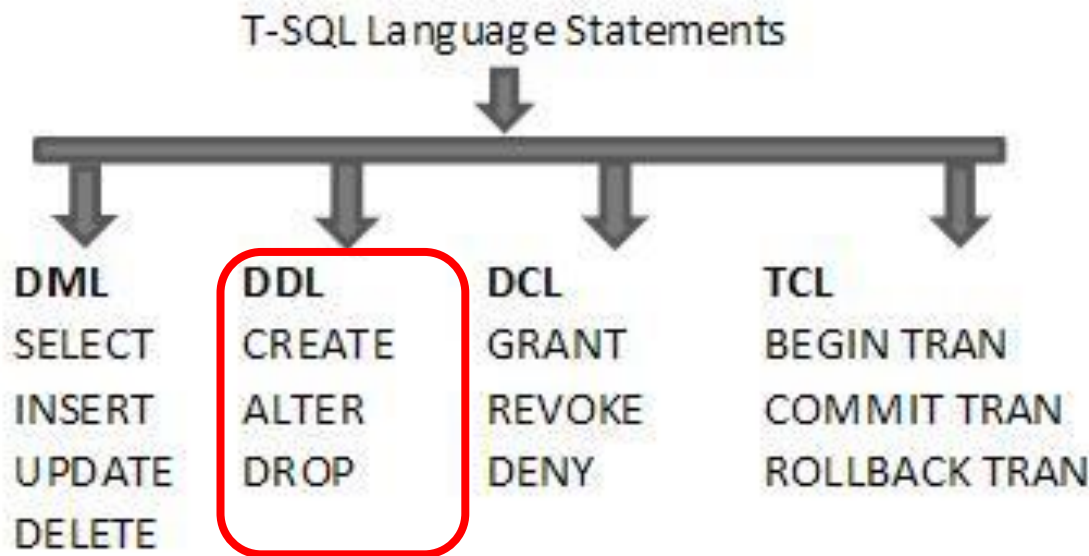 T-SQL Language Statements
DML
SELECT
INSERT
UPDATE
DELETE
DDL
CREATE
ALTER
DROP
DCL
GRANT
REVOKE
DENY
TCL
BEGIN TRAN
COMMIT TRAN
ROLLBACK TRAN